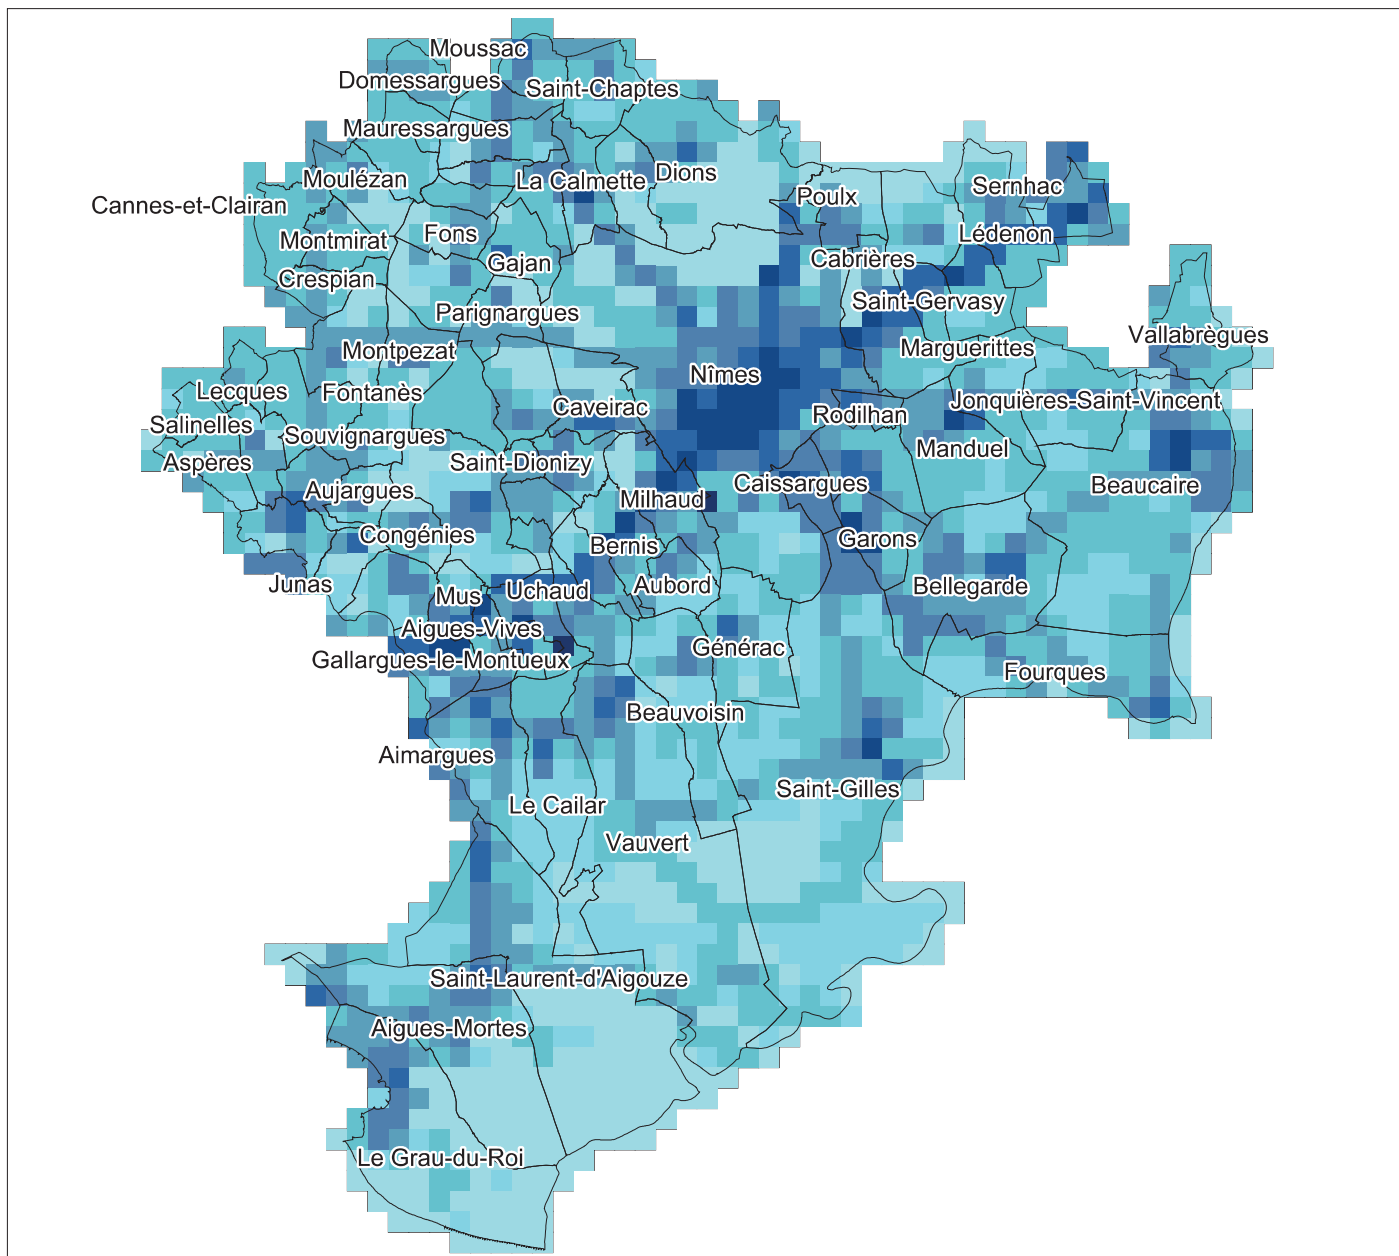 Moussac
Domessargues
Saint-Chaptes
Mauressargues
Moulézan
La Calmette
Dions
Sernhac
Cannes-et-Clairan
Poulx
Montmirat
Fons
Lédenon
Gajan
Cabrières
Crespian
Saint-Gervasy
Parignargues
Vallabrègues
Montpezat
Marguerittes
Nîmes
Lecques
Fontanès
Jonquières-Saint-Vincent
Caveirac
Rodilhan
Salinelles
Souvignargues
Manduel
Aspères
Saint-Dionizy
Caissargues
Beaucaire
Aujargues
Milhaud
Congénies
Bernis
Garons
Junas
Mus
Uchaud
Aubord
Bellegarde
Aigues-Vives
Générac
Gallargues-le-Montueux
Fourques
Beauvoisin
Aimargues
Saint-Gilles
Le Cailar
Vauvert
Saint-Laurent-d'Aigouze
Aigues-Mortes
Le Grau-du-Roi